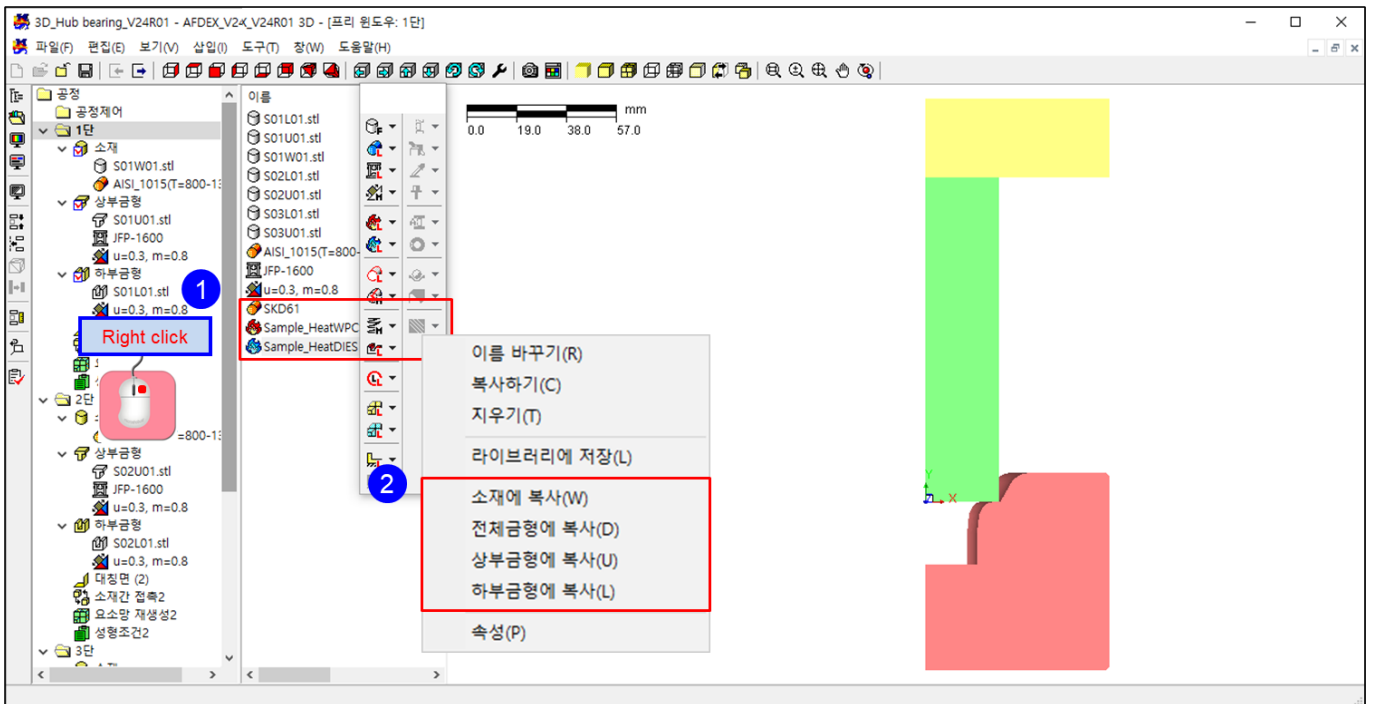 3D_Hub bearing_V24R01 - AFDEX_V24_V24R01 3D - [프리 윈도우: 1단]
파일(F) 편집(E) 보기(V) 삽입(I) 도구(T) 창(W) 도움말(H)
공정
공정제어
1단
소재
S01W01.stl
AISI_1015(T=800-13
상부금형
S01U01.stl
JFP-1600
u=0.3, m=0.8
하부금형
S01L01.stl
u=0.3, m=0.8
1
Right click
2단
=800-13
상부금형
S02U01.stl
JFP-1600
u=0.3, m=0.8
하부금형
S02L01.stl
u=0.3, m=0.8
대칭면 (2)
소재간 접촉2
요소망 재생성2
성형조건2
3단
이름
S01L01.stl
S01U01.stl
S01W01.stl
S02L01.stl
S02U01.stl
S03L01.stl
S03U01.stl
AISI_1015(T=800-
JFP-1600
u=0.3, m=0.8
SKD61
Sample_HeatWPC
Sample_HeatDIES
2
이름 바꾸기(R)
복사하기(C)
지우기(T)
라이브러리에 저장(L)
소재에 복사(W)
전체금형에 복사(D)
상부금형에 복사(U)
하부금형에 복사(L)
속성(P)
mm
0.0 19.0 38.0 57.0
Y
Z X